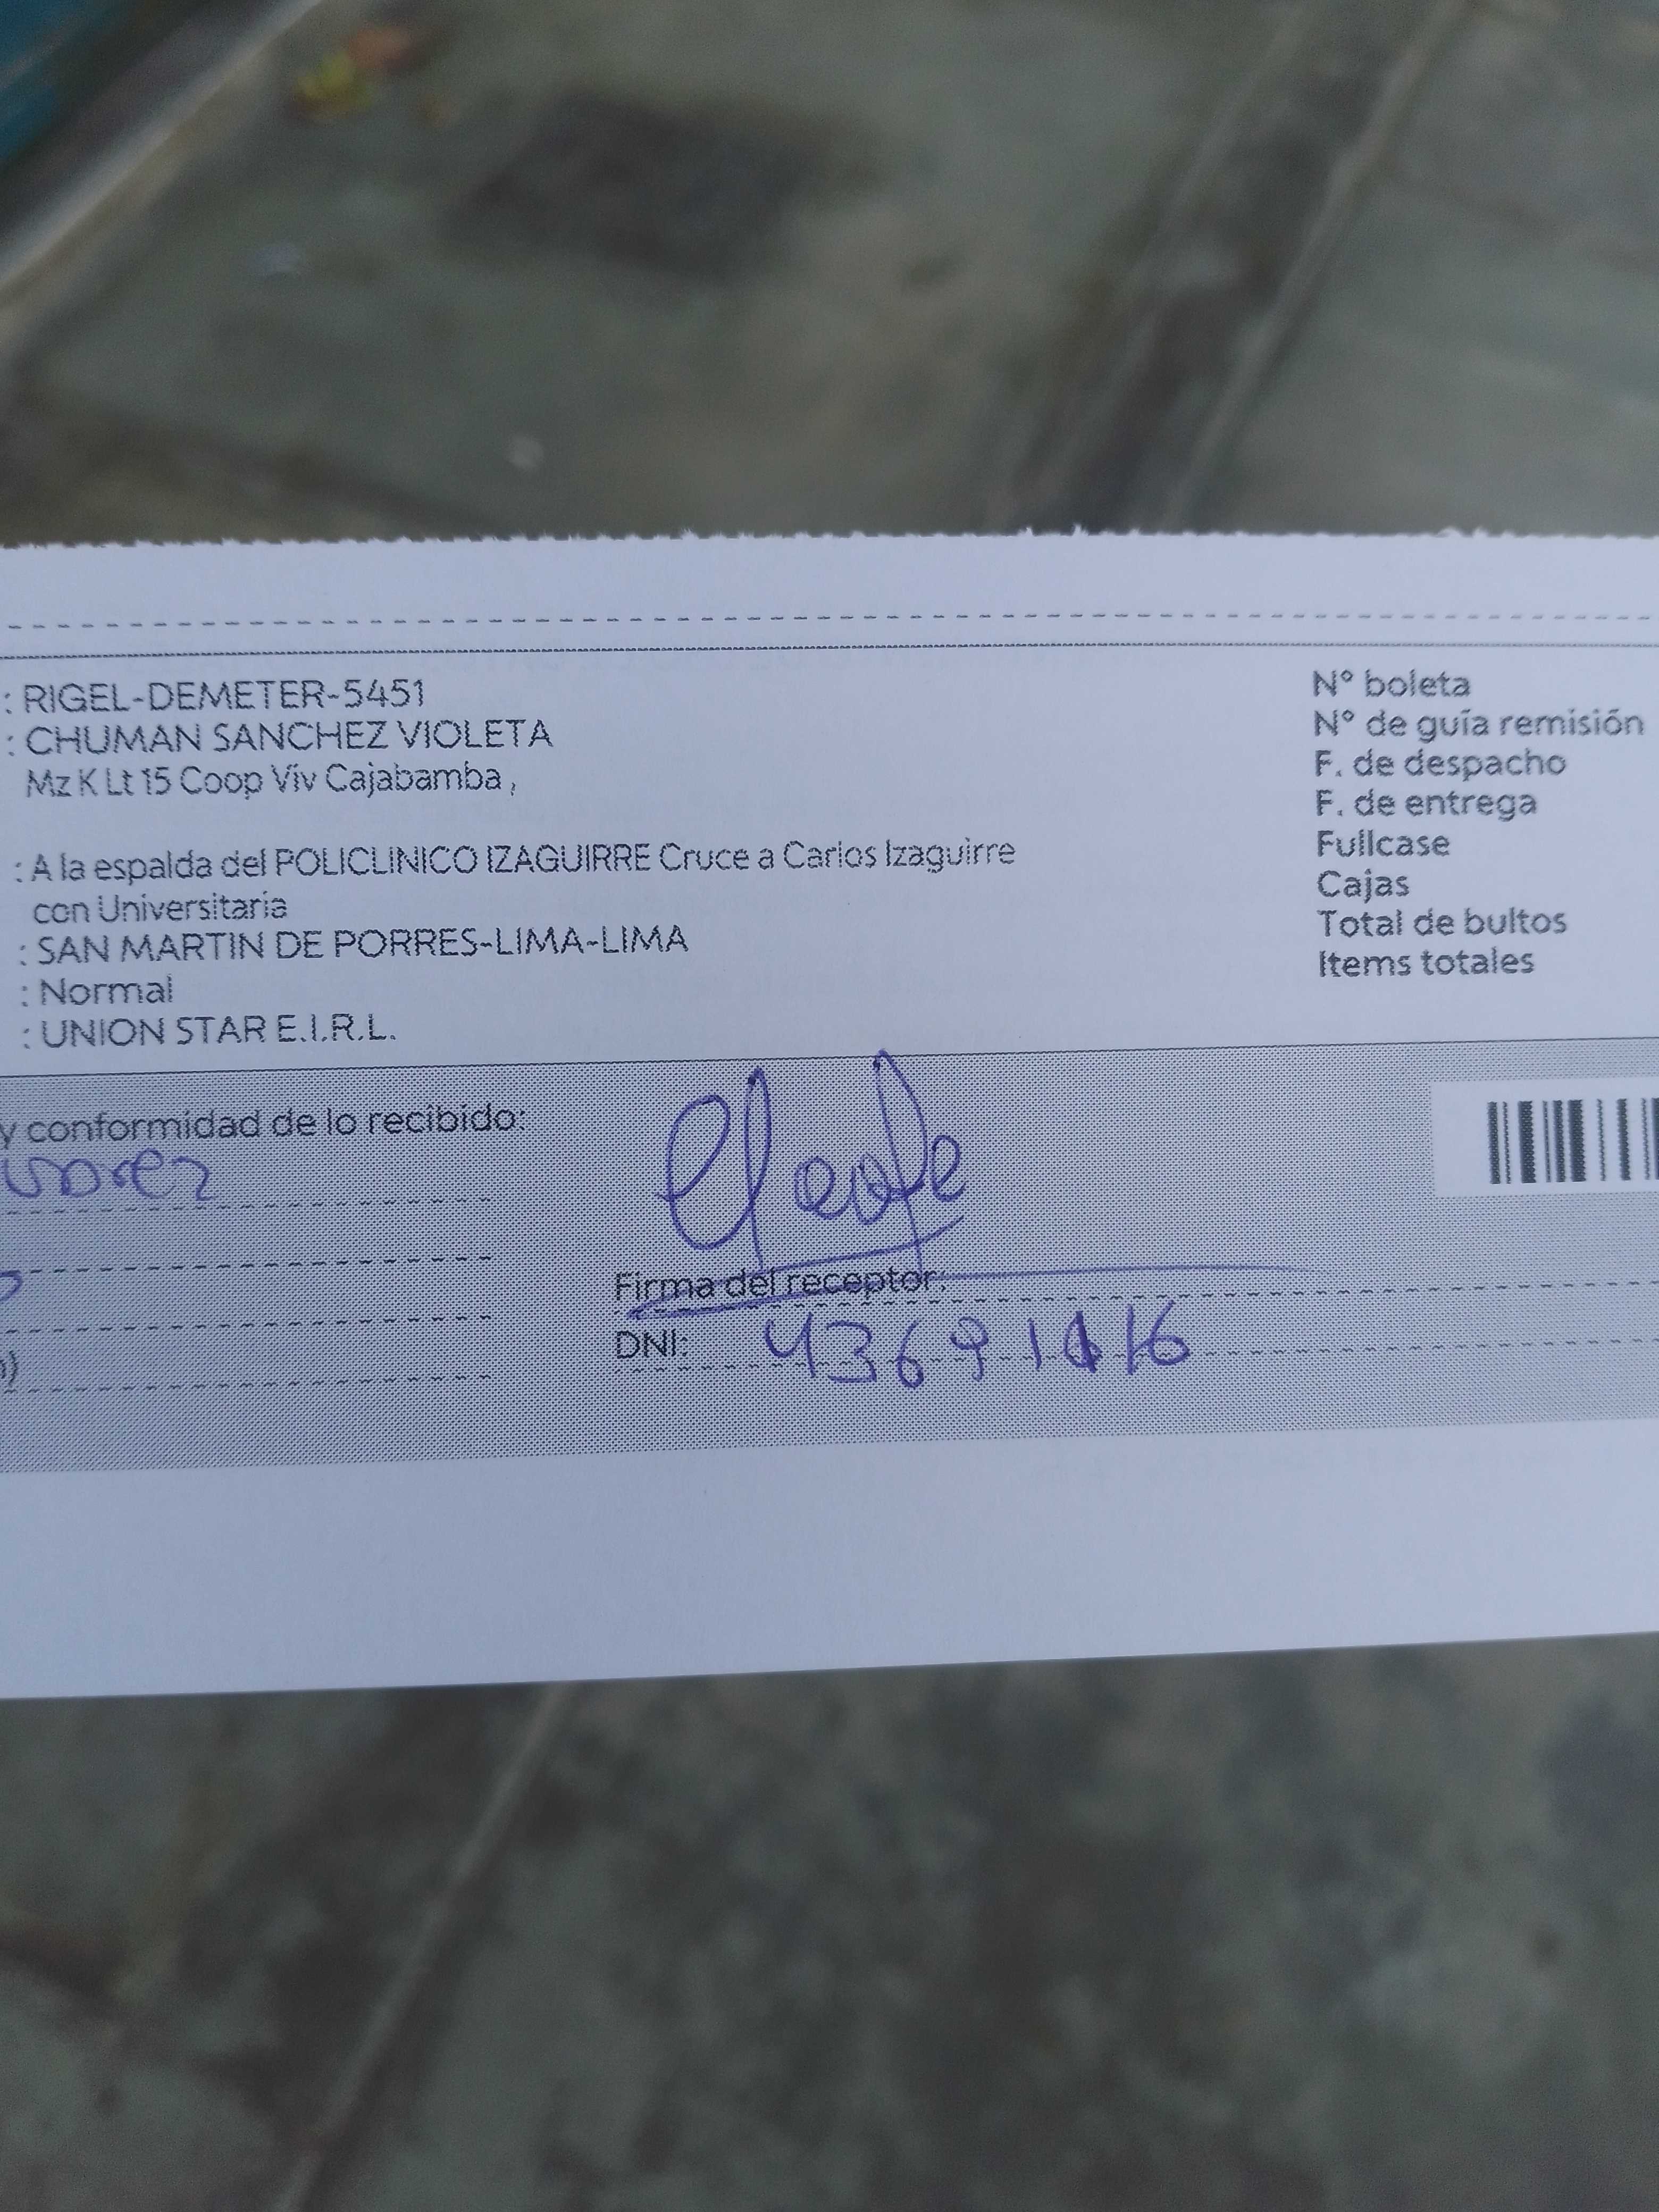 : RIGEL-DEMETER-5451
: CHUMAN SANCHEZ VIOLETA
Mz K Lt 15 Coop Viv Cajabamba ,
: A la espalda del POLICLINICO IZAGUIRRE Cruce a Carlos Izaguirre
con Universitaria
: SAN MARTIN DE PORRES-LIMA-LIMA
: Normal
: UNION STAR E.I.R.L.
N° boleta
N° de guía remisión
F. de despacho
F. de entrega
Fullcase
Cajas
Total de bultos
Items totales
y conformidad de lo recibido:
Firma del receptor:
DNI: